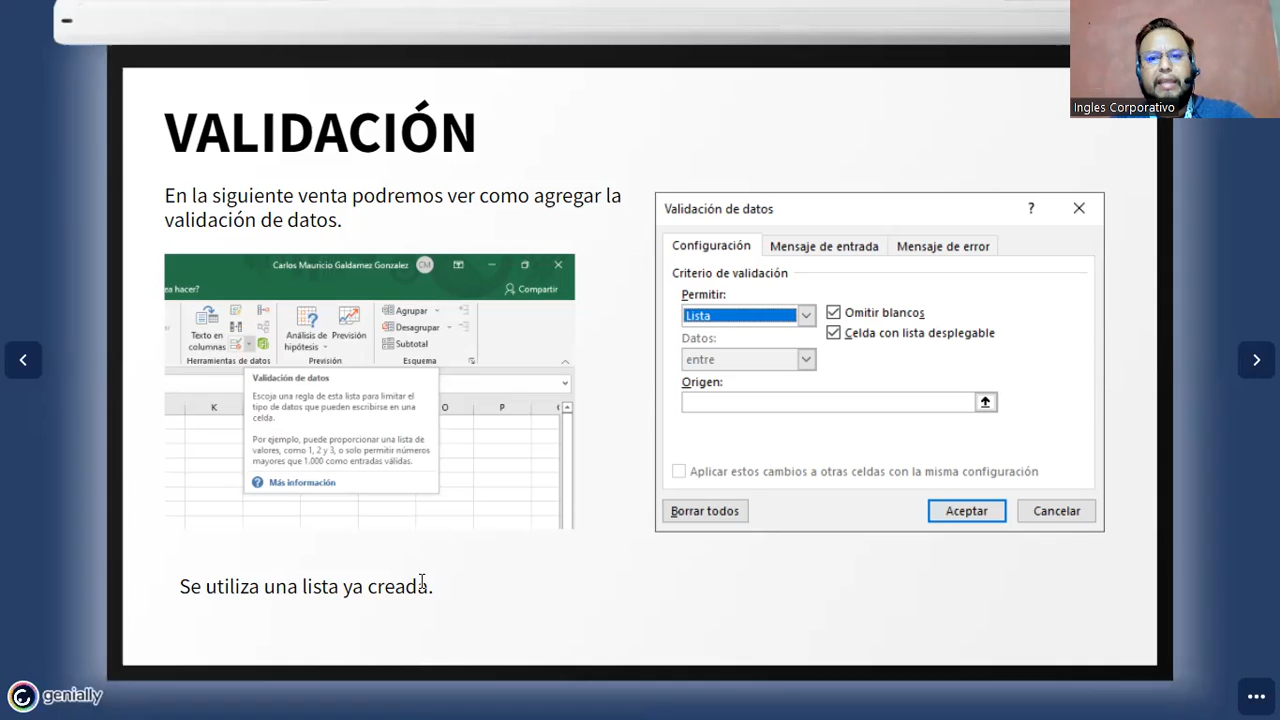 Ingles Corporativo
VALIDACIÓN
En la siguiente venta podremos ver como agregar la
validación de datos.
Carlos Mauricio Galdamez Gonzalez CM
ea hacer?
Compartir
Texto en
columnas
Análisis de
hipótesis
Previsión
Agrupar
Desagrupar
Subtotal
Herramientas de datos
Previsión
Esquema
Validación de datos
Escoja una regla de esta lista para limitar el
tipo de datos que pueden escribirse en una
celda.
Por ejemplo, puede proporcionar una lista de
valores, como 1, 2 y 3, o solo permitir números
mayores que 1.000 como entradas válidas.
? Más información
K O P
Validación de datos ?
Configuración Mensaje de entrada Mensaje de error
Criterio de validación
Permitir:
Lista
Omitir blancos
Datos:
Celda con lista desplegable
entre
Origen:
Aplicar estos cambios a otras celdas con la misma configuración
Borrar todos Aceptar Cancelar
Se utiliza una lista ya creada.
genially